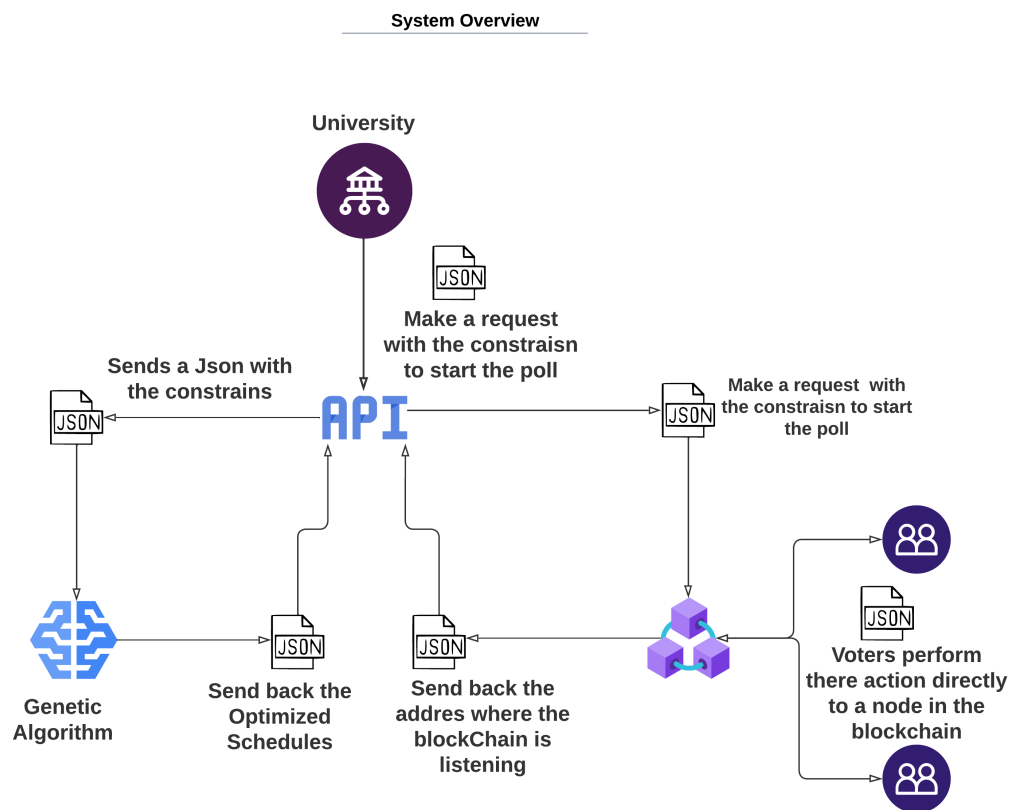 System Overview
University
JSON
Make a request
with the constraisn
to start the poll
Sends a Json with
the constrains
JSON
API
JSON
Make a request  with
the constraisn to start
the poll
Genetic
Algorithm
JSON
Send back the
Optimized
Schedules
JSON
Send back the
addres where the
blockChain is
listening
JSON
Voters perform
there action directly
to a node in the
blockchain